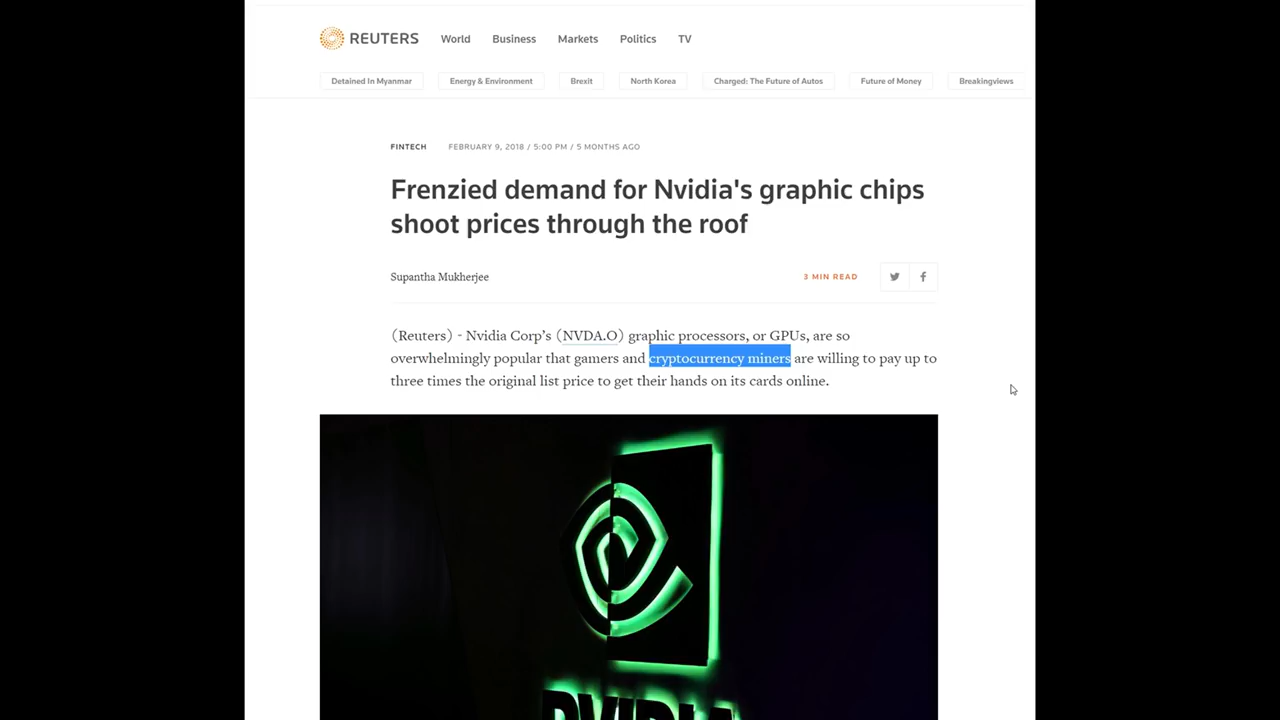 REUTERS World Business Markets Politics TV
Detained In Myanmar Energy & Environment Brexit North Korea Charged: The Future of Autos Future of Money Breakingviews
FINTECH FEBRUARY 9, 2018 / 5:00 PM / 5 MONTHS AGO
Frenzied demand for Nvidia's graphic chips
shoot prices through the roof
Supantha Mukherjee 3 MIN READ
(Reuters) - Nvidia Corp’s (NVDA.O) graphic processors, or GPUs, are so
overwhelmingly popular that gamers and cryptocurrency miners are willing to pay up to
three times the original list price to get their hands on its cards online.
NVIDIA